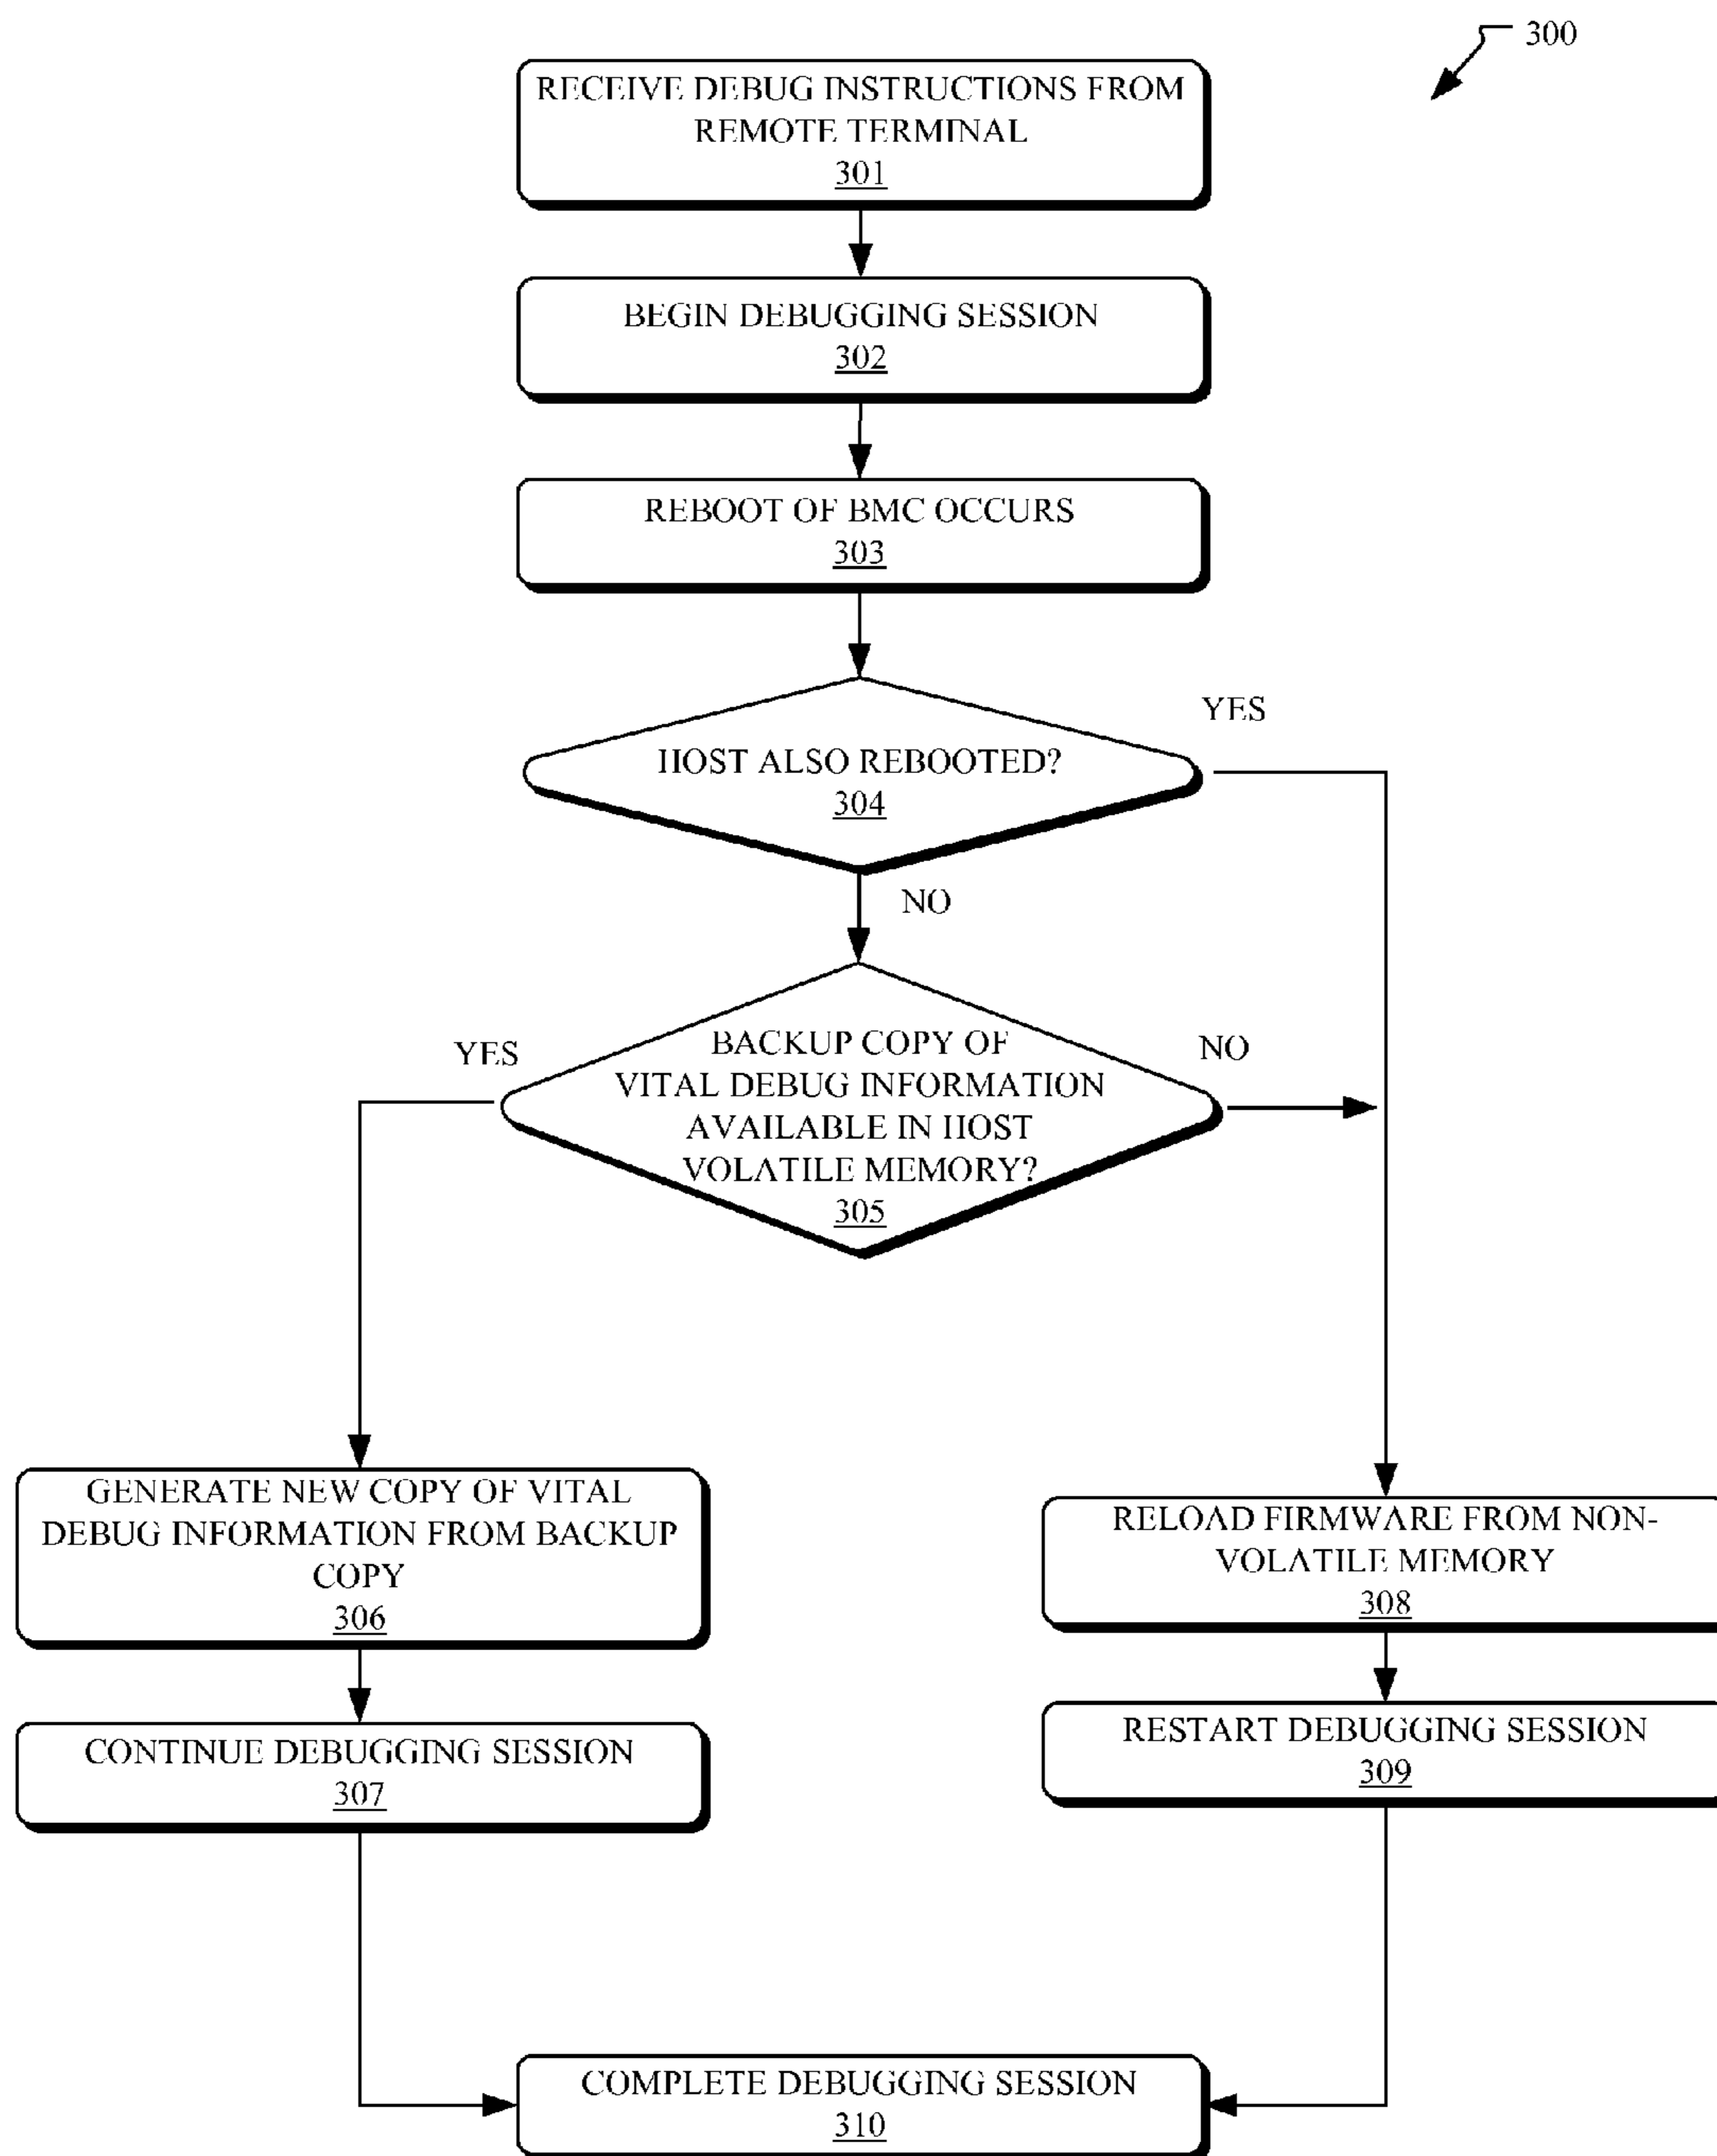 300
RECEIVE DEBUG INSTRUCTIONS FROM
REMOTE TERMINAL
301
BEGIN DEBUGGING SESSION
302
REBOOT OF BMC OCCURS
303
HOST ALSO REBOOTED?
304
YES
NO
BACKUP COPY OF
VITAL DEBUG INFORMATION
AVAILABLE IN HOST
VOLATILE MEMORY?
305
YES
NO
GENERATE NEW COPY OF VITAL
DEBUG INFORMATION FROM BACKUP
COPY
306
CONTINUE DEBUGGING SESSION
307
RELOAD FIRMWARE FROM NON-
VOLATILE MEMORY
308
RESTART DEBUGGING SESSION
309
COMPLETE DEBUGGING SESSION
310